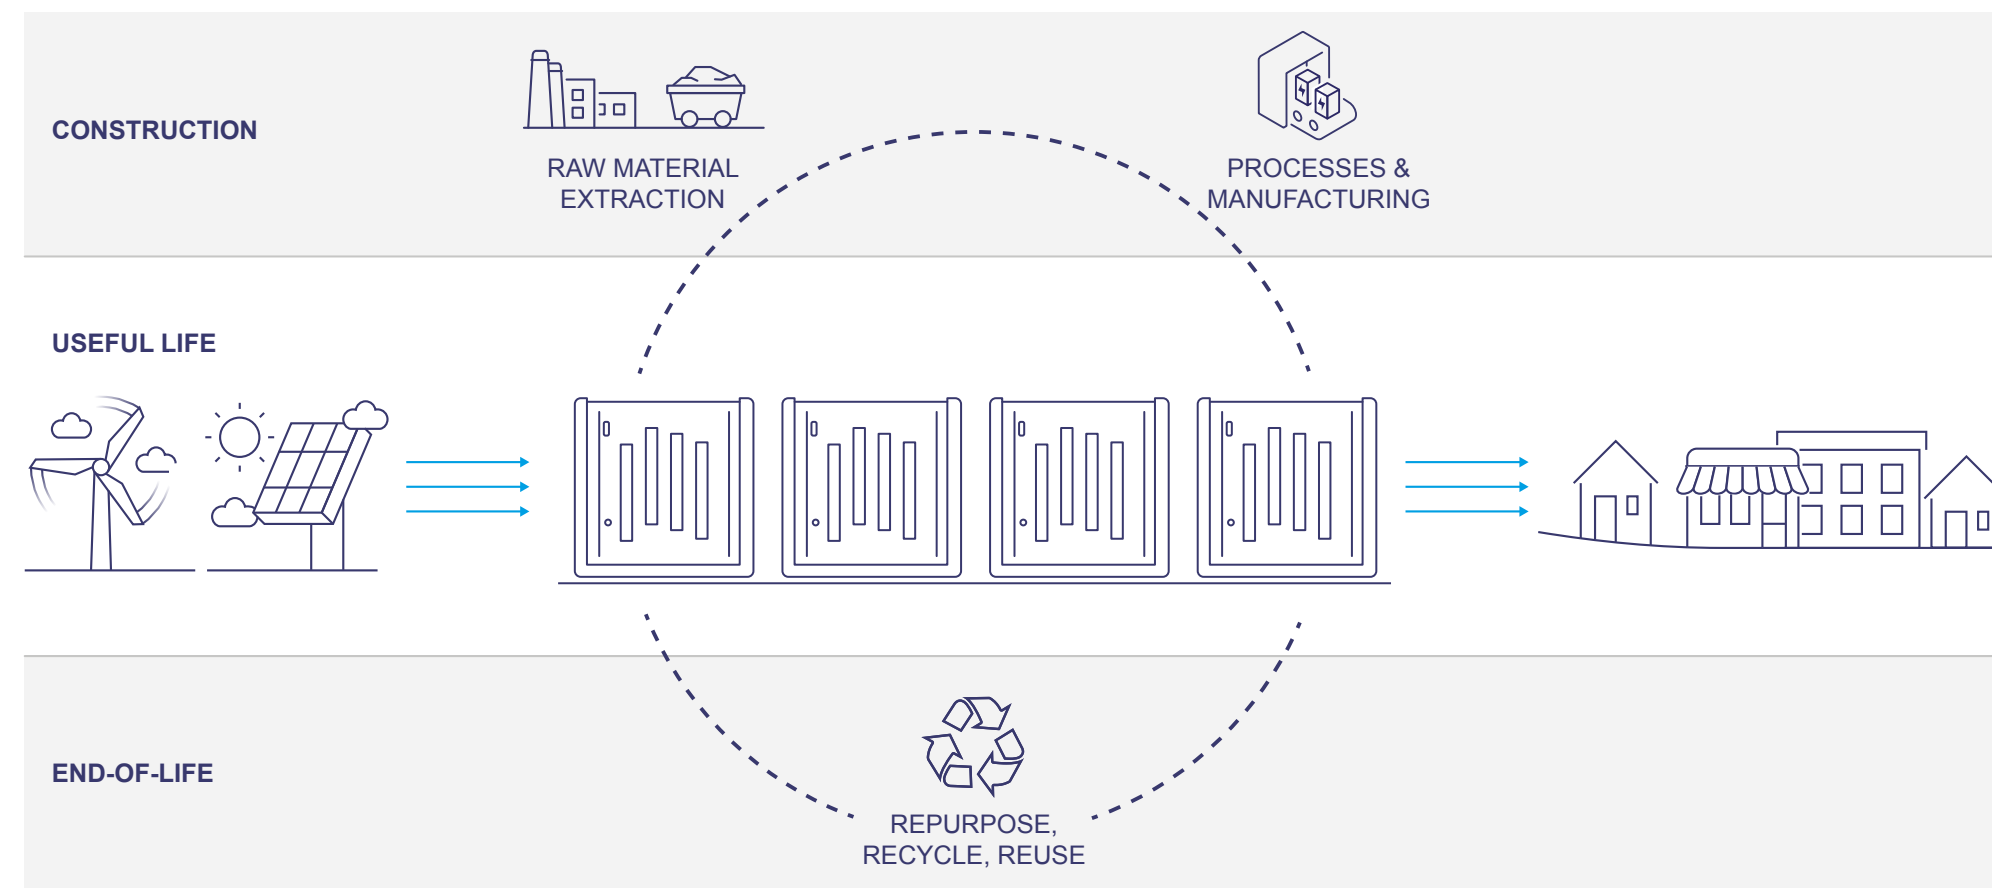 CONSTRUCTION
RAW MATERIAL
EXTRACTION
PROCESSES &
MANUFACTURING
USEFUL LIFE
END-OF-LIFE
REPURPOSE,
RECYCLE, REUSE